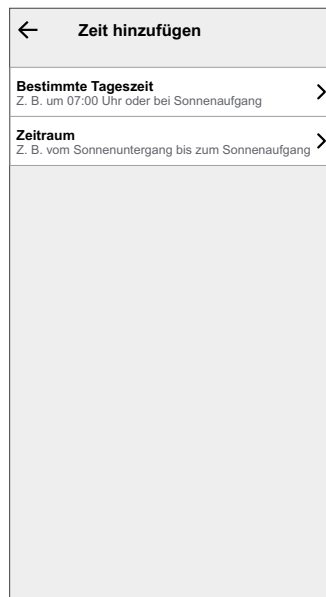 Zeit hinzufügen
Bestimmte Tageszeit
Z. B. um 07:00 Uhr oder bei Sonnenaufgang
Zeitraum
Z. B. vom Sonnenuntergang bis zum Sonnenaufgang